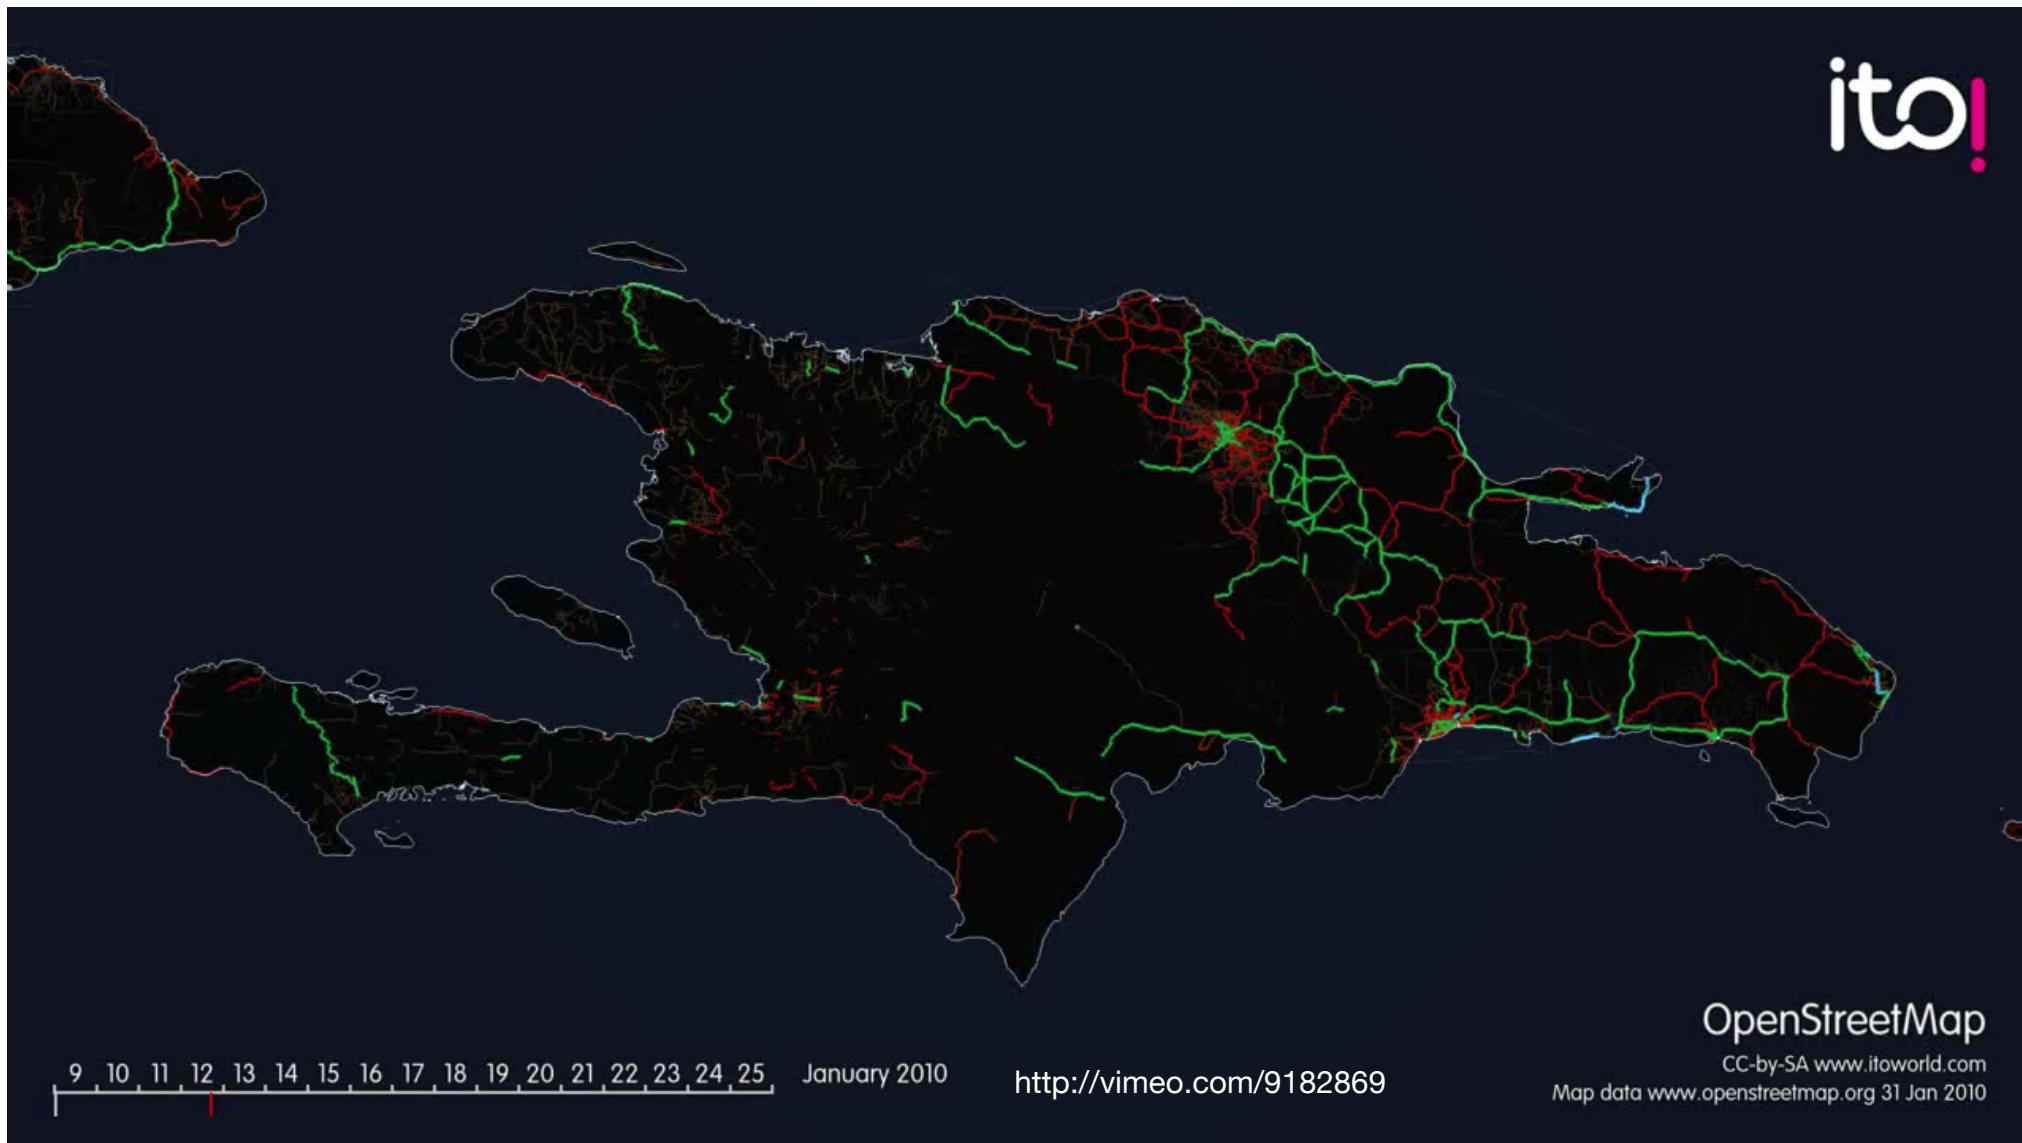 ito!
9 10 11 12 13 14 15 16 17 18 19 20 21 22 23 24 25 January 2010
http://vimeo.com/9182869
OpenStreetMap
CC-by-SA www.itoworld.com
Map data www.openstreetmap.org 31 Jan 2010